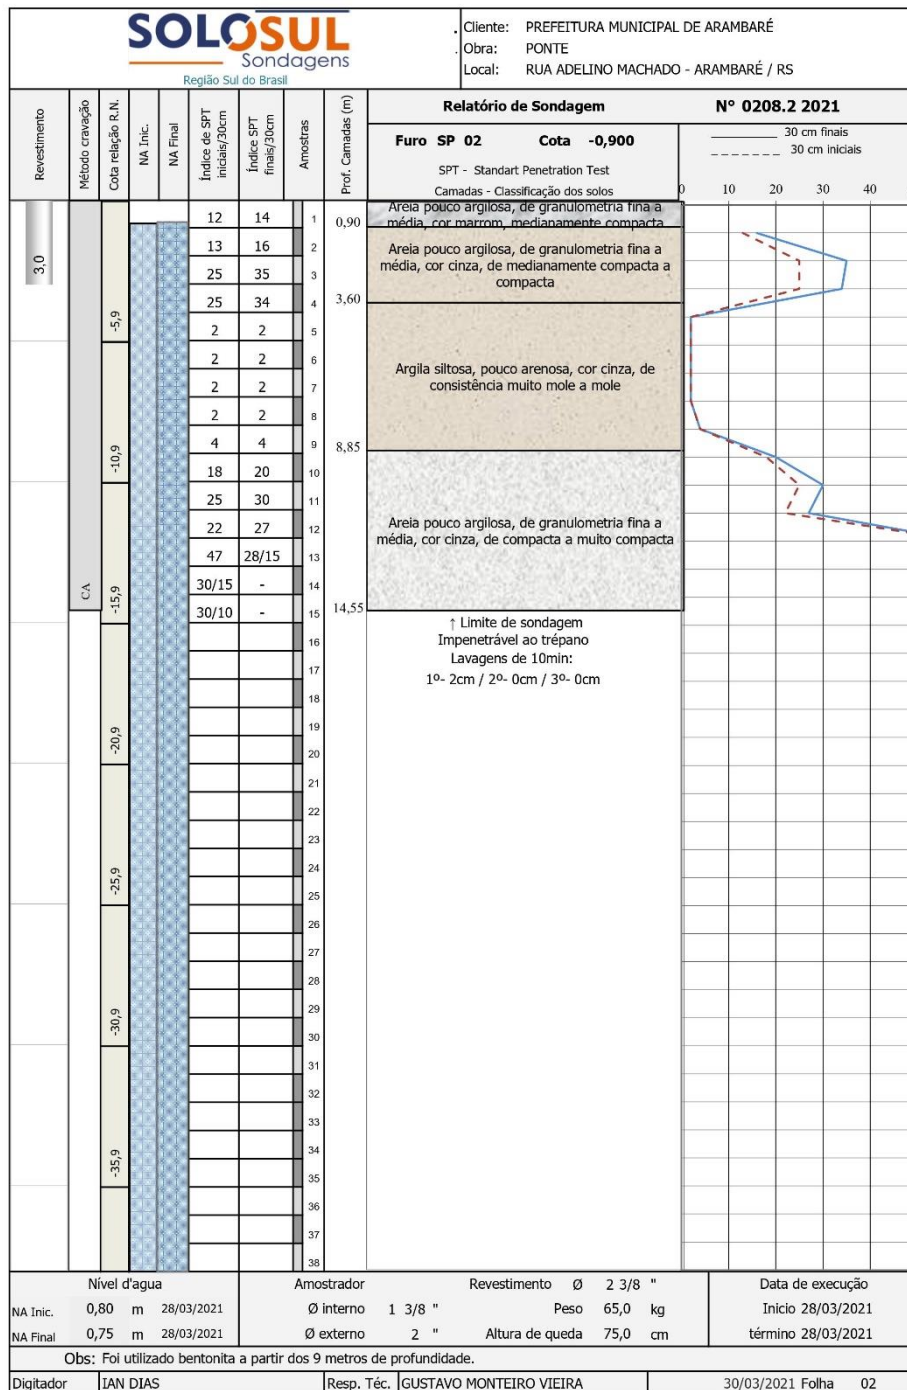 SOLOSUL
Sondagens
Região Sul do Brasil
Cliente: PREFEITURA MUNICIPAL DE ARAMBARÉ
Obra: PONTE
Local: RUA ADELINO MACHADO - ARAMBARÉ / RS
Revestimento
Método cravação
Cota relação R.N.
NA Inic.
NA Final
Índice de SPT iniciais/30cm
Índice SPT finais/30cm
Amostras
Prof. Camadas (m)
Relatório de Sondagem
Nº 0208.2 2021
Furo SP 02 Cota -0,900
SPT - Standart Penetration Test
Camadas - Classificação dos solos
30 cm finais
30 cm iniciais
0 10 20 30 40
3,0
CA
-5,9
-10,9
-15,9
-20,9
-25,9
-30,9
-35,9
12 14 1
13 16 2
25 35 3
25 34 4
2 2 5
2 2 6
2 2 7
2 2 8
4 4 9
18 20 10
25 30 11
22 27 12
47 28/15 13
30/15 - 14
30/10 - 15
16
17
18
19
20
21
22
23
24
25
26
27
28
29
30
31
32
33
34
35
36
37
38
0,90
3,60
8,85
14,55
Areia pouco argilosa, de granulometria fina a
média, cor marrom, medianamente compacta
Areia pouco argilosa, de granulometria fina a
média, cor cinza, de medianamente compacta a
compacta
Argila siltosa, pouco arenosa, cor cinza, de
consistência muito mole a mole
Areia pouco argilosa, de granulometria fina a
média, cor cinza, de compacta a muito compacta
↑ Limite de sondagem
Impenetrável ao trépano
Lavagens de 10min:
1º- 2cm / 2º- 0cm / 3º- 0cm
Nível d'agua
NA Inic. 0,80 m 28/03/2021
NA Final 0,75 m 28/03/2021
Amostrador
Ø interno 1 3/8 "
Ø externo 2 "
Revestimento Ø 2 3/8 "
Peso 65,0 kg
Altura de queda 75,0 cm
Data de execução
Inicio 28/03/2021
término 28/03/2021
Obs: Foi utilizado bentonita a partir dos 9 metros de profundidade.
Digitador IAN DIAS Resp. Téc. GUSTAVO MONTEIRO VIEIRA 30/03/2021 Folha 02